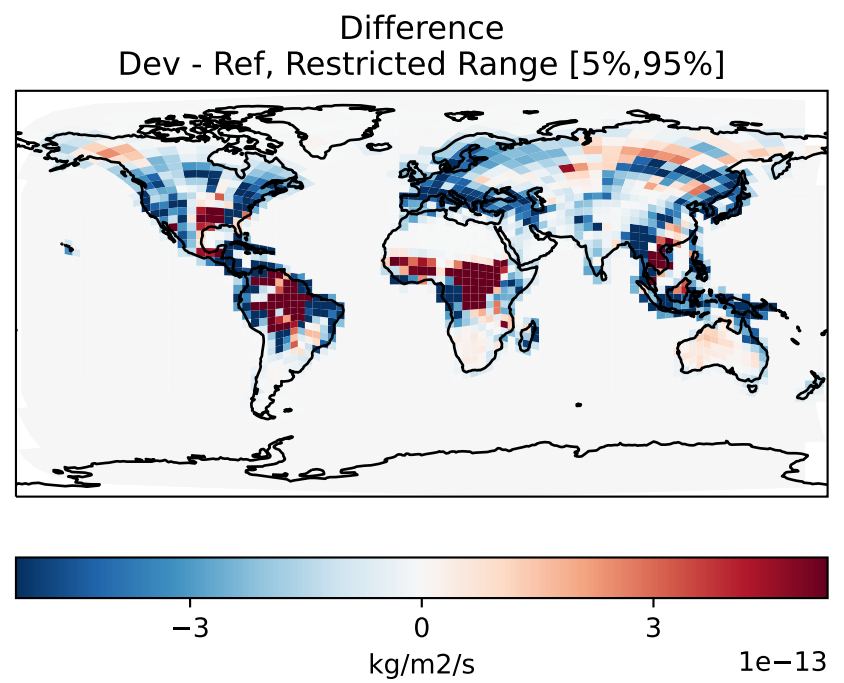 Difference
Dev - Ref, Restricted Range [5%,95%]
−3 0 3
kg/m2/s
1e−13